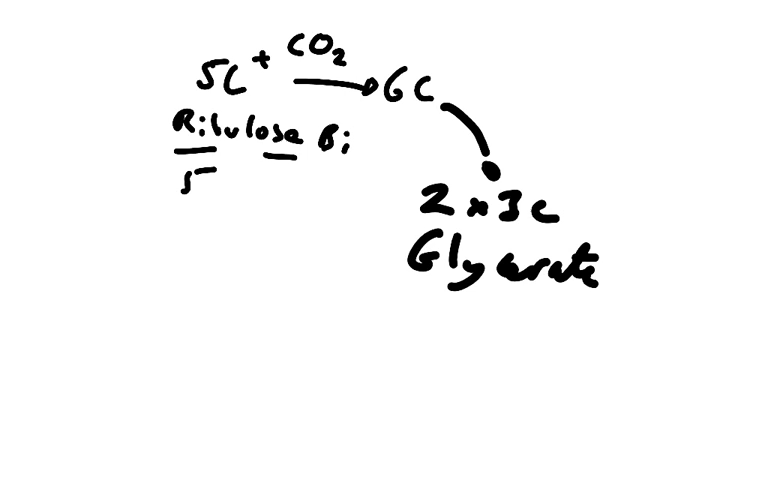 5C + CO2 → 6C
Ribulose Bi
5
2 x 3C
Glycerate